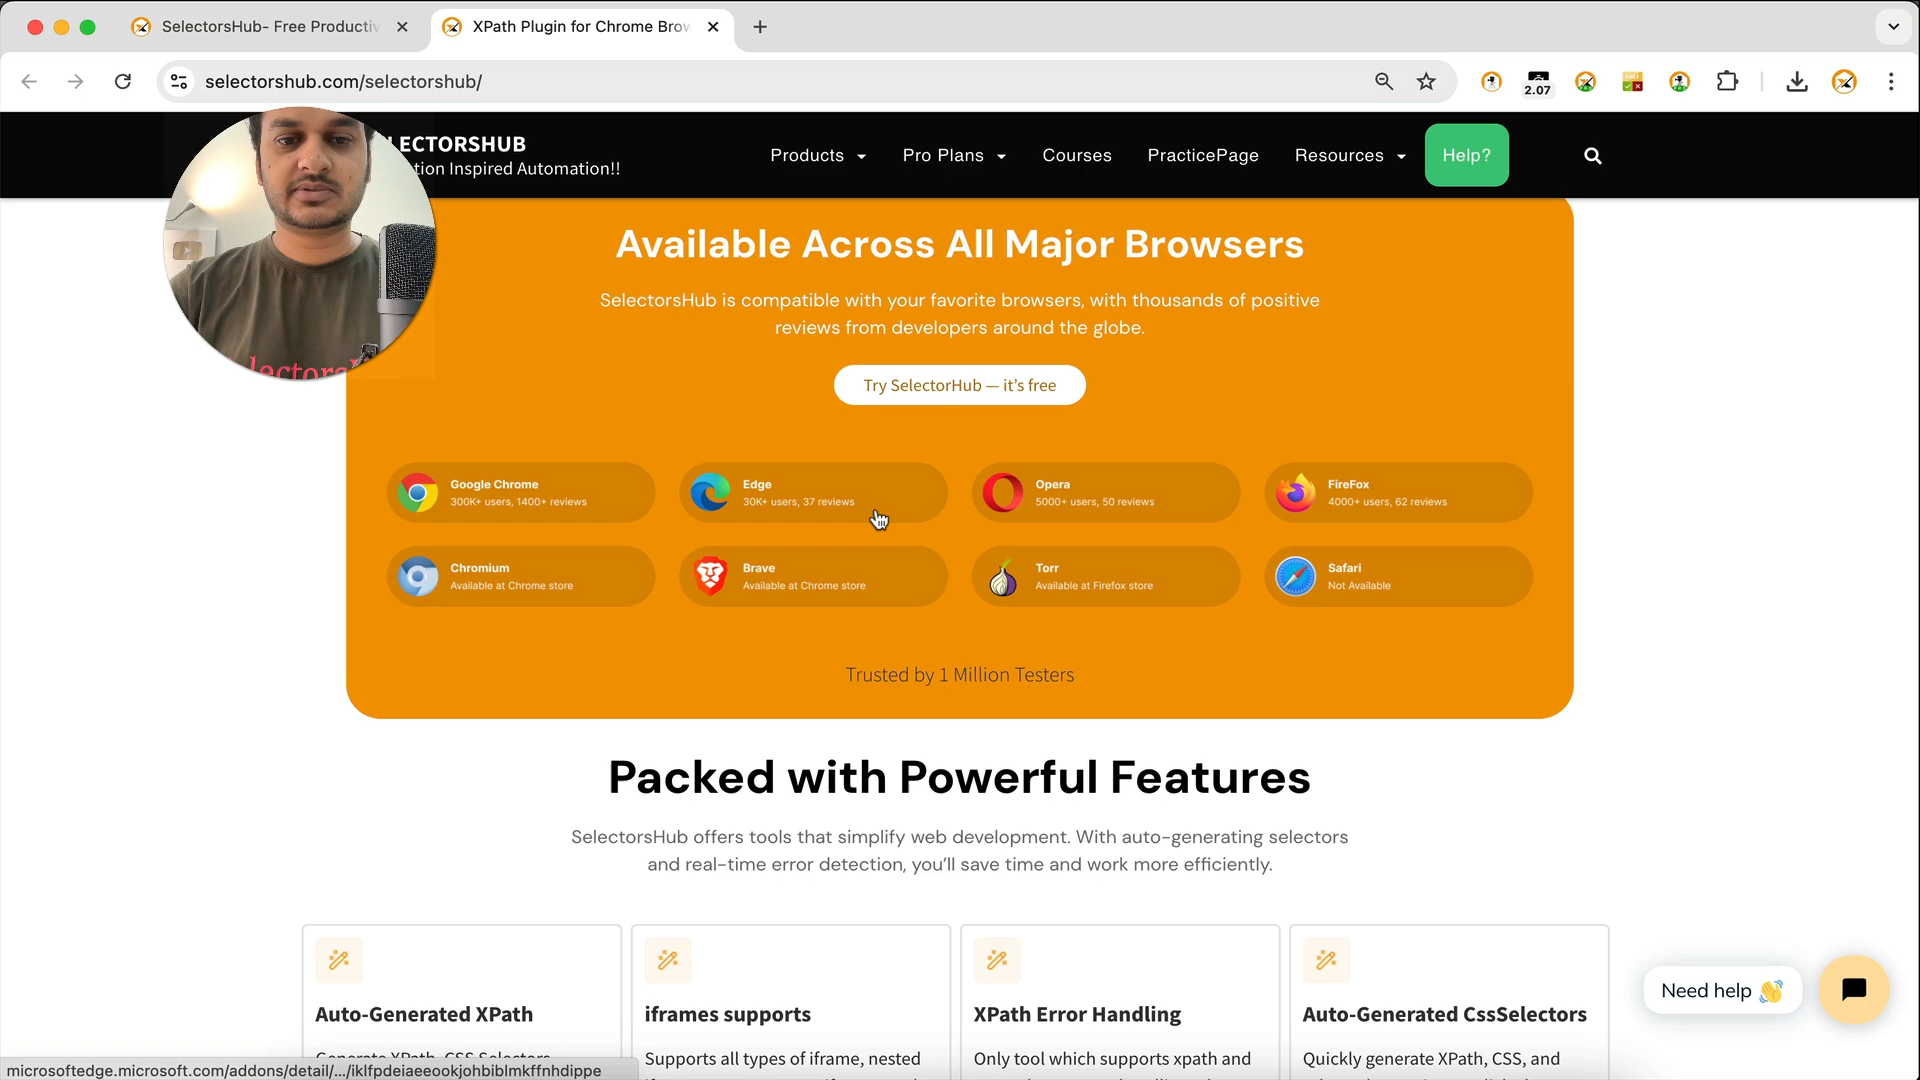 SelectorsHub- Free Productiv
XPath Plugin for Chrome Brow
selectorshub.com/selectorshub/
2.07
LECTORSHUB
tion Inspired Automation!!
Products
Pro Plans
Courses
PracticePage
Resources
Help?
Available Across All Major Browsers
SelectorsHub is compatible with your favorite browsers, with thousands of positive
reviews from developers around the globe.
Try SelectorHub — it's free
Google Chrome
300K+ users, 1400+ reviews
Edge
30K+ users, 37 reviews
Opera
5000+ users, 50 reviews
FireFox
4000+ users, 62 reviews
Chromium
Available at Chrome store
Brave
Available at Chrome store
Torr
Available at Firefox store
Safari
Not Available
Trusted by 1 Million Testers
Packed with Powerful Features
SelectorsHub offers tools that simplify web development. With auto-generating selectors
and real-time error detection, you'll save time and work more efficiently.
Auto-Generated XPath
iframes supports
XPath Error Handling
Auto-Generated CssSelectors
Generate XPath, CSS Selectors
Supports all types of iframe, nested
Only tool which supports xpath and
Quickly generate XPath, CSS, and
Need help 👋
microsoftedge.microsoft.com/addons/detail/.../iklfpdeiaeeookjohbiblmkffnhdippe